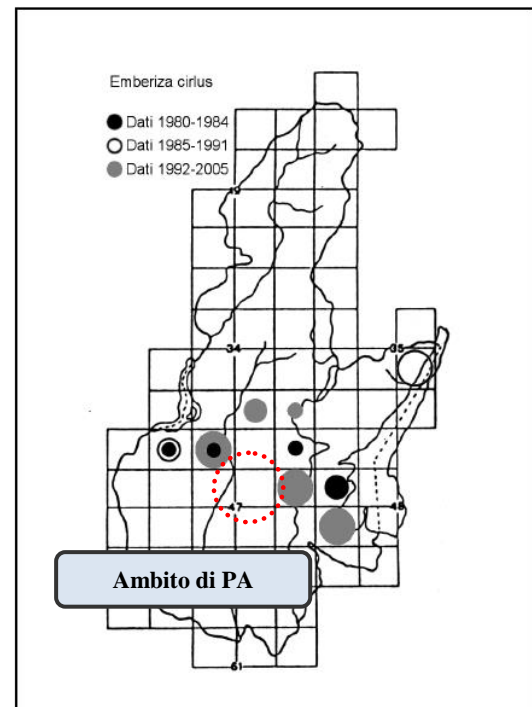 Emberiza cirlus
Dati 1980-1984
Dati 1985-1991
Dati 1992-2005
19
34
35
47
48
Ambito di PA
61